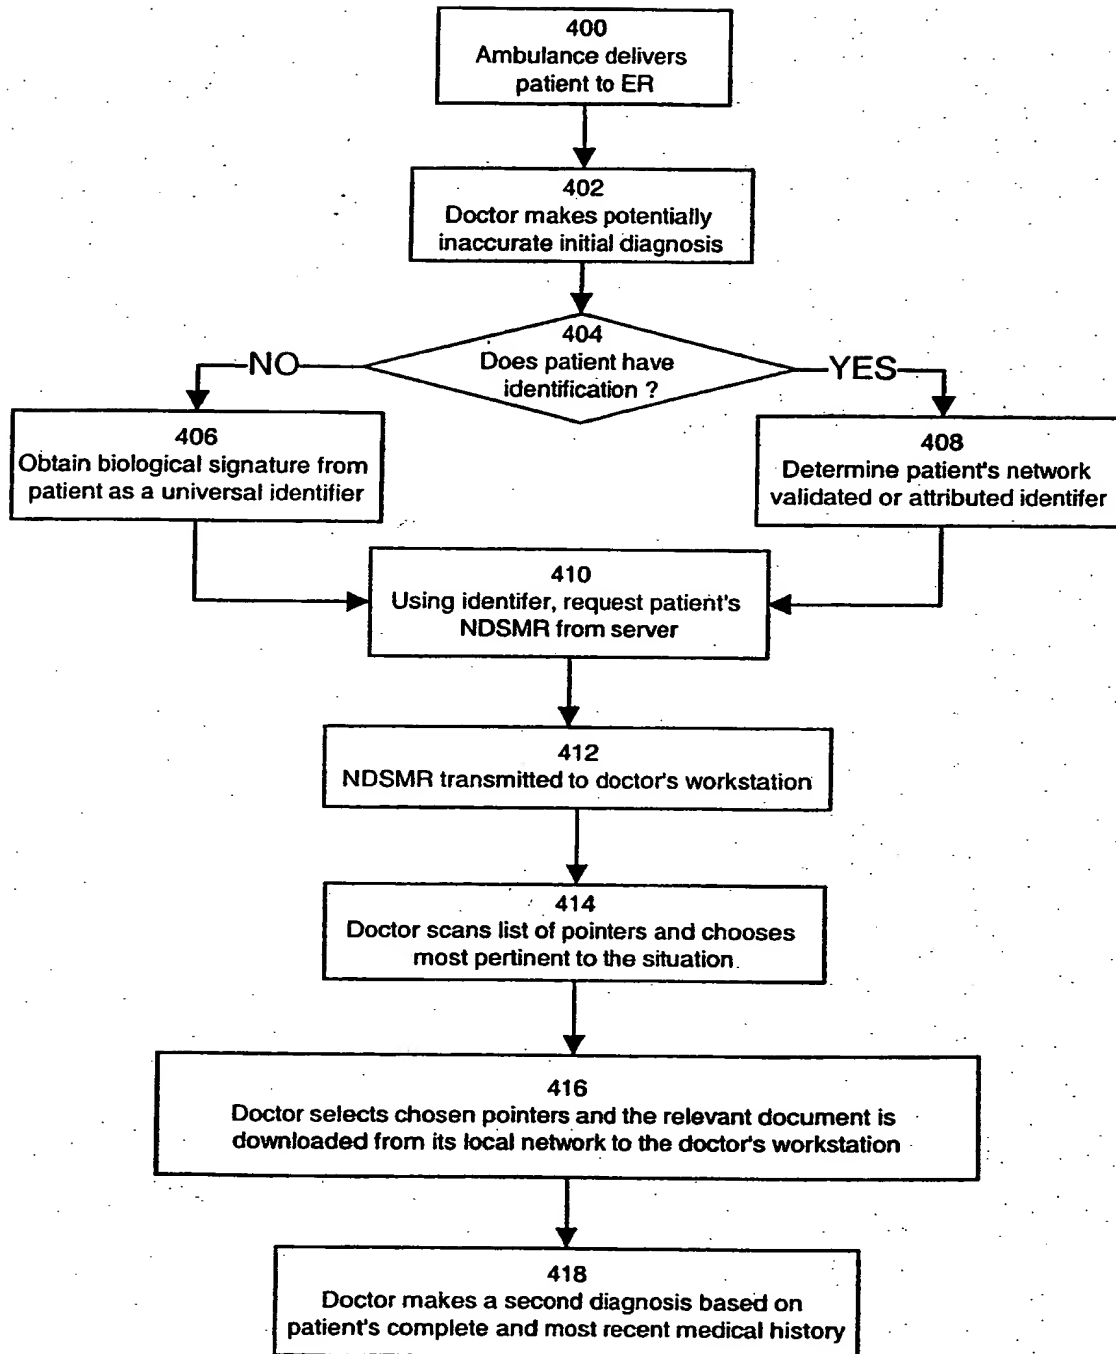 400
Ambulance delivers
patient to ER
402
Doctor makes potentially
inaccurate initial diagnosis
404
Does patient have
identification ?
NO
YES
406
Obtain biological signature from
patient as a universal identifier
408
Determine patient's network
validated or attributed identifer
410
Using identifer, request patient's
NDSMR from server
412
NDSMR transmitted to doctor's workstation
414
Doctor scans list of pointers and chooses
most pertinent to the situation.
416
Doctor selects chosen pointers and the relevant document is
downloaded from its local network to the doctor's workstation
418
Doctor makes a second diagnosis based on
patient's complete and most recent medical history